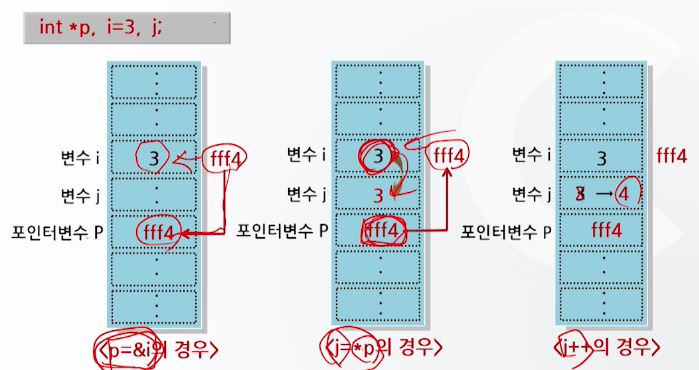 int *p, i=3, j;
변수 i 3 fff4
변수 j
포인터변수 P fff4
<p=&i의 경우>
변수 i 3 fff4
변수 j 3
포인터변수 P fff4
<j=*p의 경우>
변수 i 3 fff4
변수 j 3 → 4
포인터변수 P fff4
<j++의 경우>